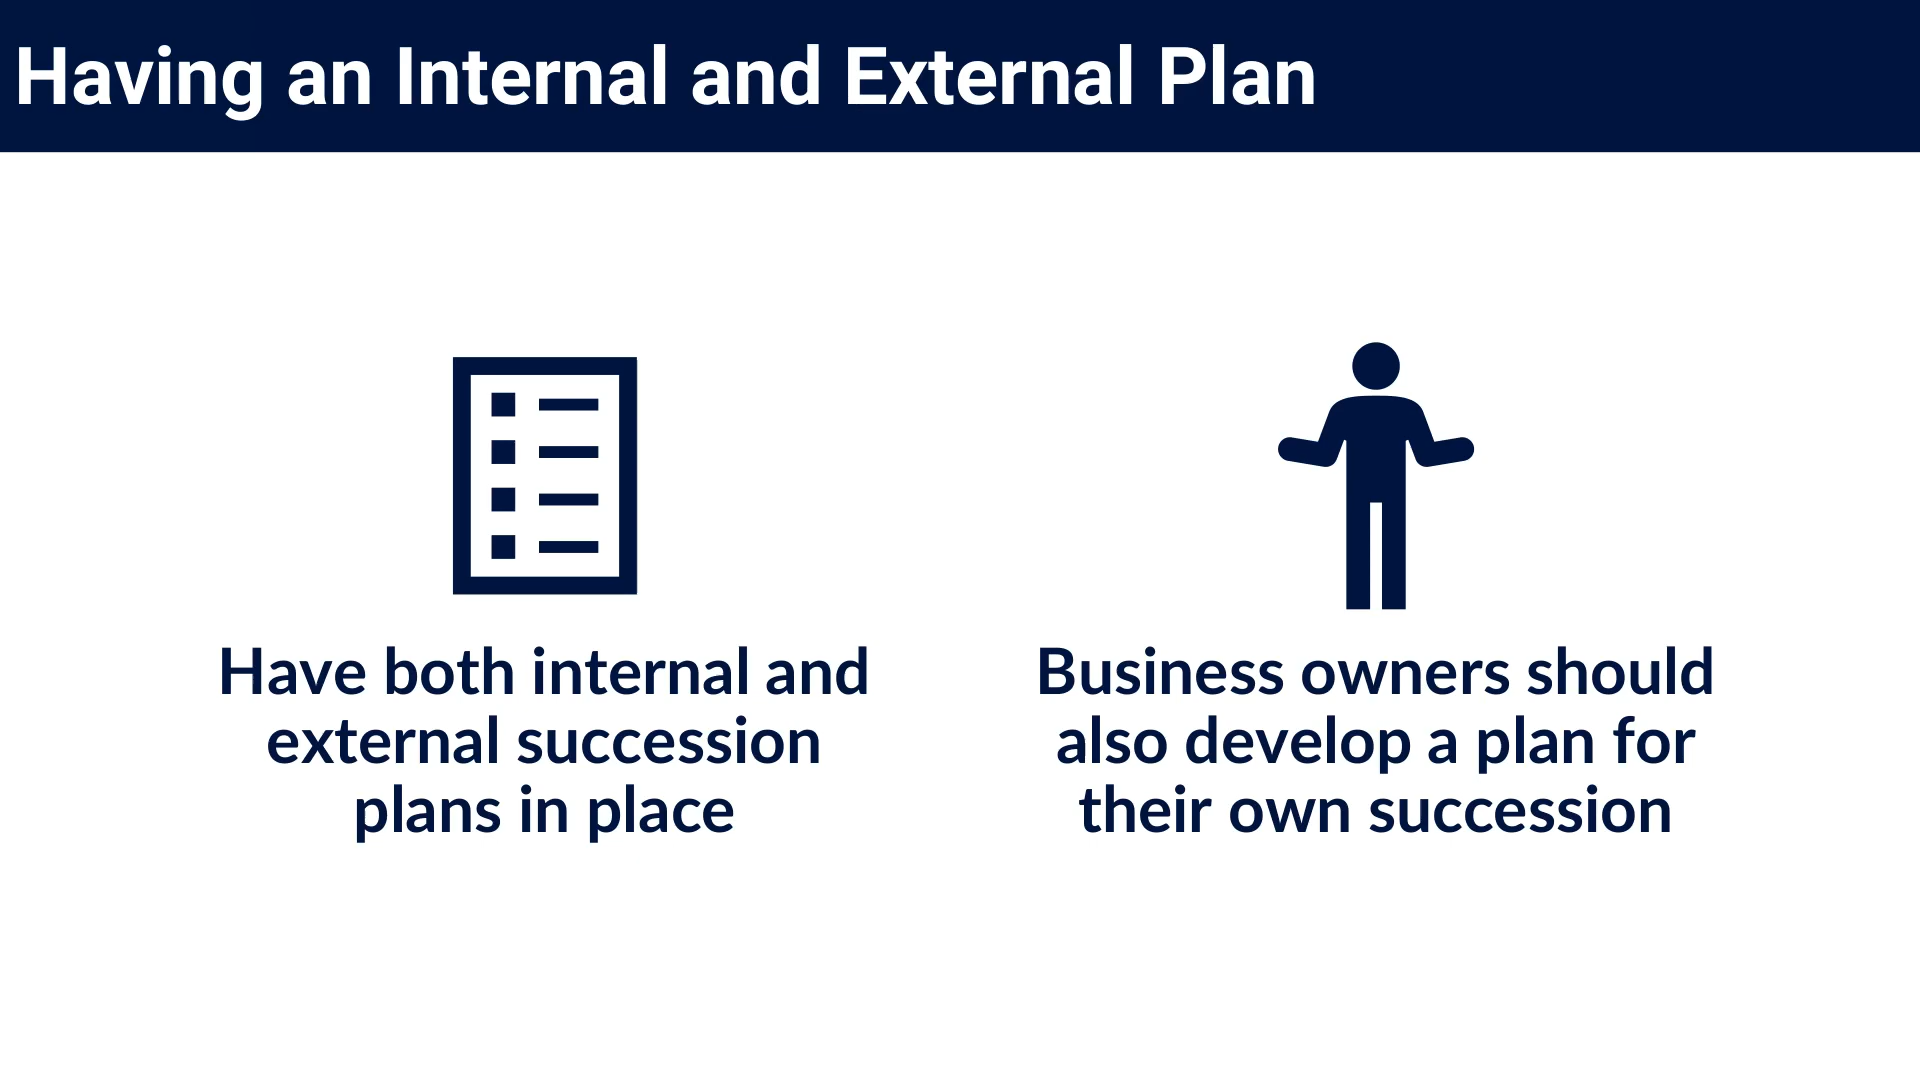 Having an Internal and External Plan
Have both internal and
external succession
plans in place
Business owners should
also develop a plan for
their own succession